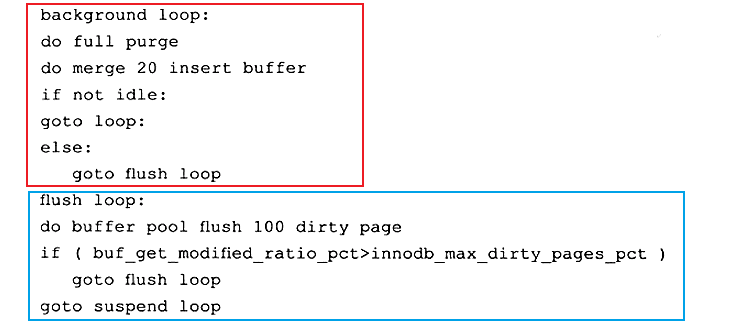 background loop:
do full purge
do merge 20 insert buffer
if not idle:
goto loop:
else:
goto flush loop
flush loop:
do buffer pool flush 100 dirty page
if ( buf_get_modified_ratio_pct>innodb_max_dirty_pages_pct )
goto flush loop
goto suspend loop